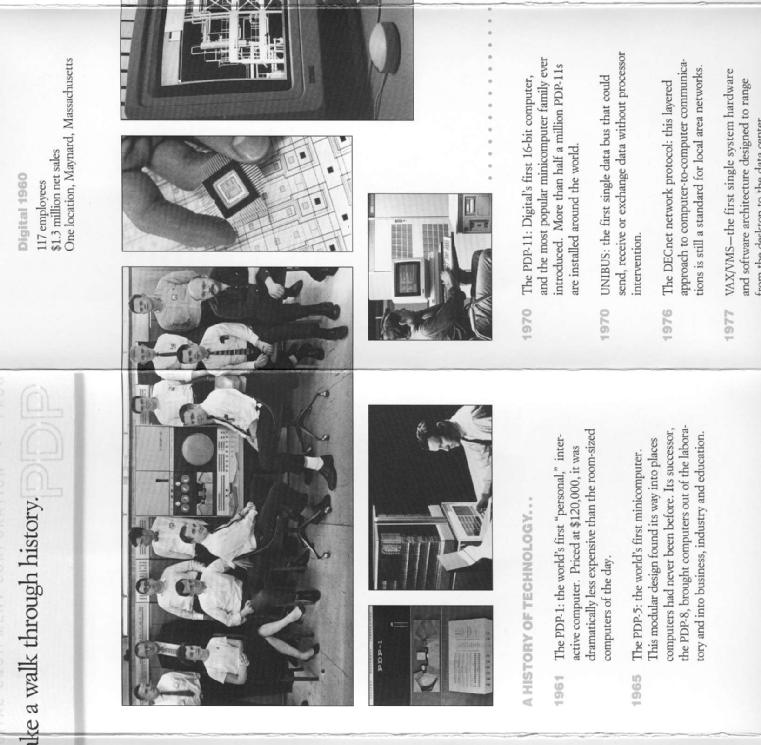 Take a walk through history.
PDP
Digital 1960
117 employees
$1.3 million net sales
One location, Maynard, Massachusetts
PDP-1
A HISTORY OF TECHNOLOGY...
1961 The PDP-1: the world's first "personal," inter-
active computer. Priced at $120,000, it was
dramatically less expensive than the room-sized
computers of the day.
1965 The PDP-5: the world's first minicomputer.
This modular design found its way into places
computers had never been before. Its successor,
the PDP-8, brought computers out of the labora-
tory and into business, industry and education.
1970 The PDP-11: Digital's first 16-bit computer,
and the most popular minicomputer family ever
introduced. More than half a million PDP-11s
are installed around the world.
1970 UNIBUS: the first single data bus that could
send, receive or exchange data without processor
intervention.
1976 The DECnet network protocol: this layered
approach to computer-to-computer communica-
tions is still a standard for local area networks.
1977 VAX/VMS—the first single system hardware
and software architecture designed to range
from the desktop to the data center.